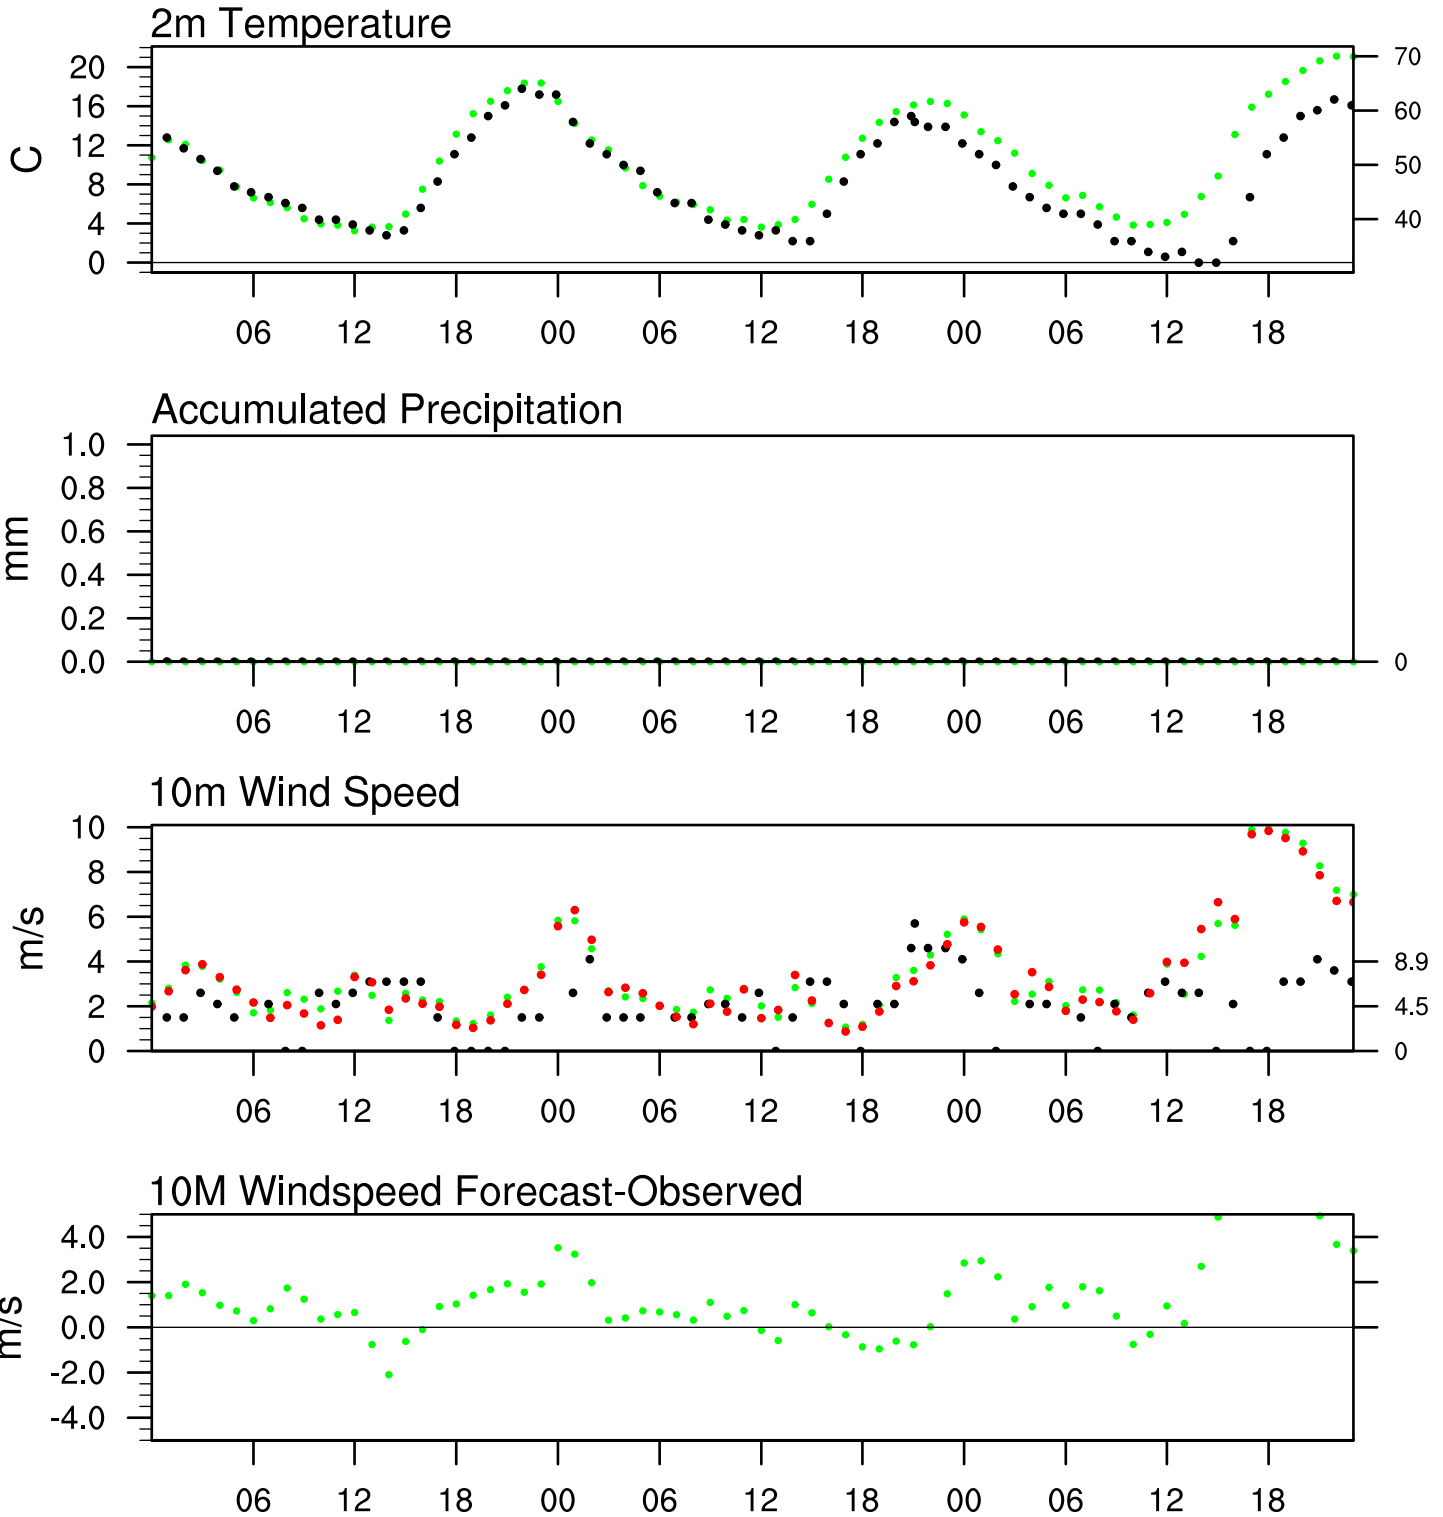 2m Temperature
20
16
12
8
4
0
C
70
60
50
40
06 12 18 00 06 12 18 00 06 12 18
Accumulated Precipitation
1.0
0.8
0.6
0.4
0.2
0.0
mm
0
06 12 18 00 06 12 18 00 06 12 18
10m Wind Speed
10
8
6
4
2
0
m/s
8.9
4.5
0
06 12 18 00 06 12 18 00 06 12 18
10M Windspeed Forecast-Observed
4.0
2.0
0.0
-2.0
-4.0
m/s
06 12 18 00 06 12 18 00 06 12 18